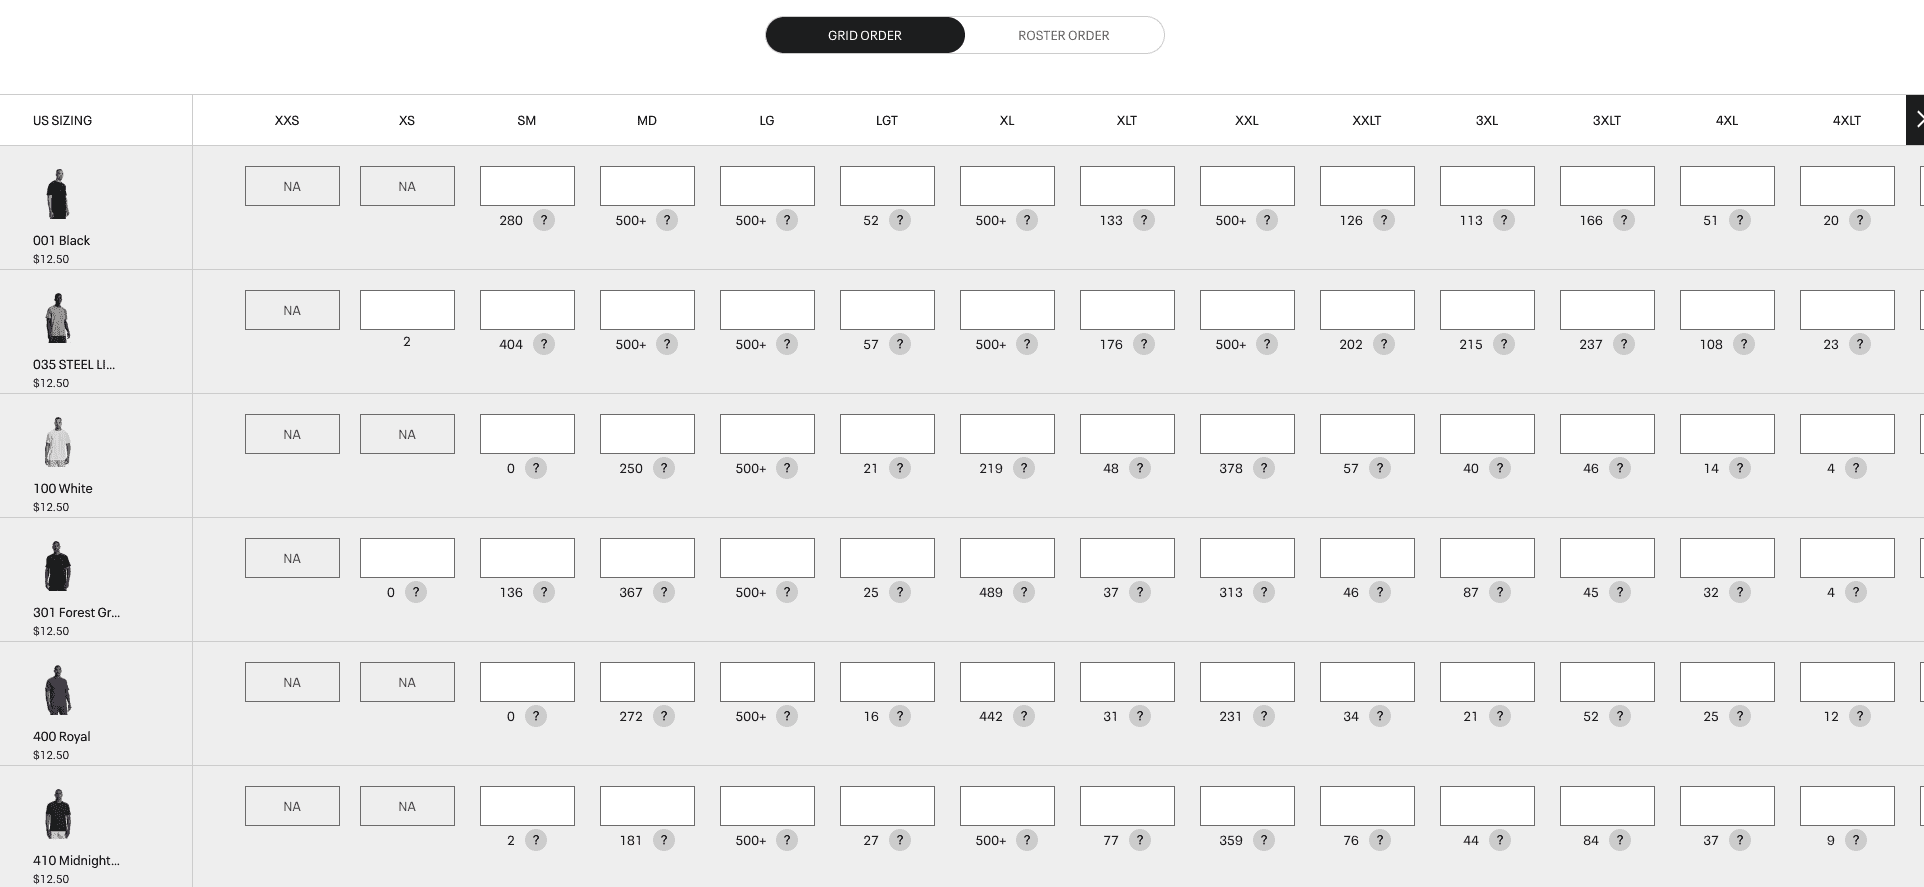 GRID ORDER ROSTER ORDER
US SIZING XXS XS SM MD LG LGT XL XLT XXL XXLT 3XL 3XLT 4XL 4XLT
NA NA
280 ? 500+ ? 500+ ? 52 ? 500+ ? 133 ? 500+ ? 126 ? 113 ? 166 ? 51 ? 20 ?
001 Black
$12.50
NA
2 404 ? 500+ ? 500+ ? 57 ? 500+ ? 176 ? 500+ ? 202 ? 215 ? 237 ? 108 ? 23 ?
035 STEEL LI...
$12.50
NA NA
0 ? 250 ? 500+ ? 21 ? 219 ? 48 ? 378 ? 57 ? 40 ? 46 ? 14 ? 4 ?
100 White
$12.50
NA
0 ? 136 ? 367 ? 500+ ? 25 ? 489 ? 37 ? 313 ? 46 ? 87 ? 45 ? 32 ? 4 ?
301 Forest Gr...
$12.50
NA NA
0 ? 272 ? 500+ ? 16 ? 442 ? 31 ? 231 ? 34 ? 21 ? 52 ? 25 ? 12 ?
400 Royal
$12.50
NA NA
2 ? 181 ? 500+ ? 27 ? 500+ ? 77 ? 359 ? 76 ? 44 ? 84 ? 37 ? 9 ?
410 Midnight...
$12.50